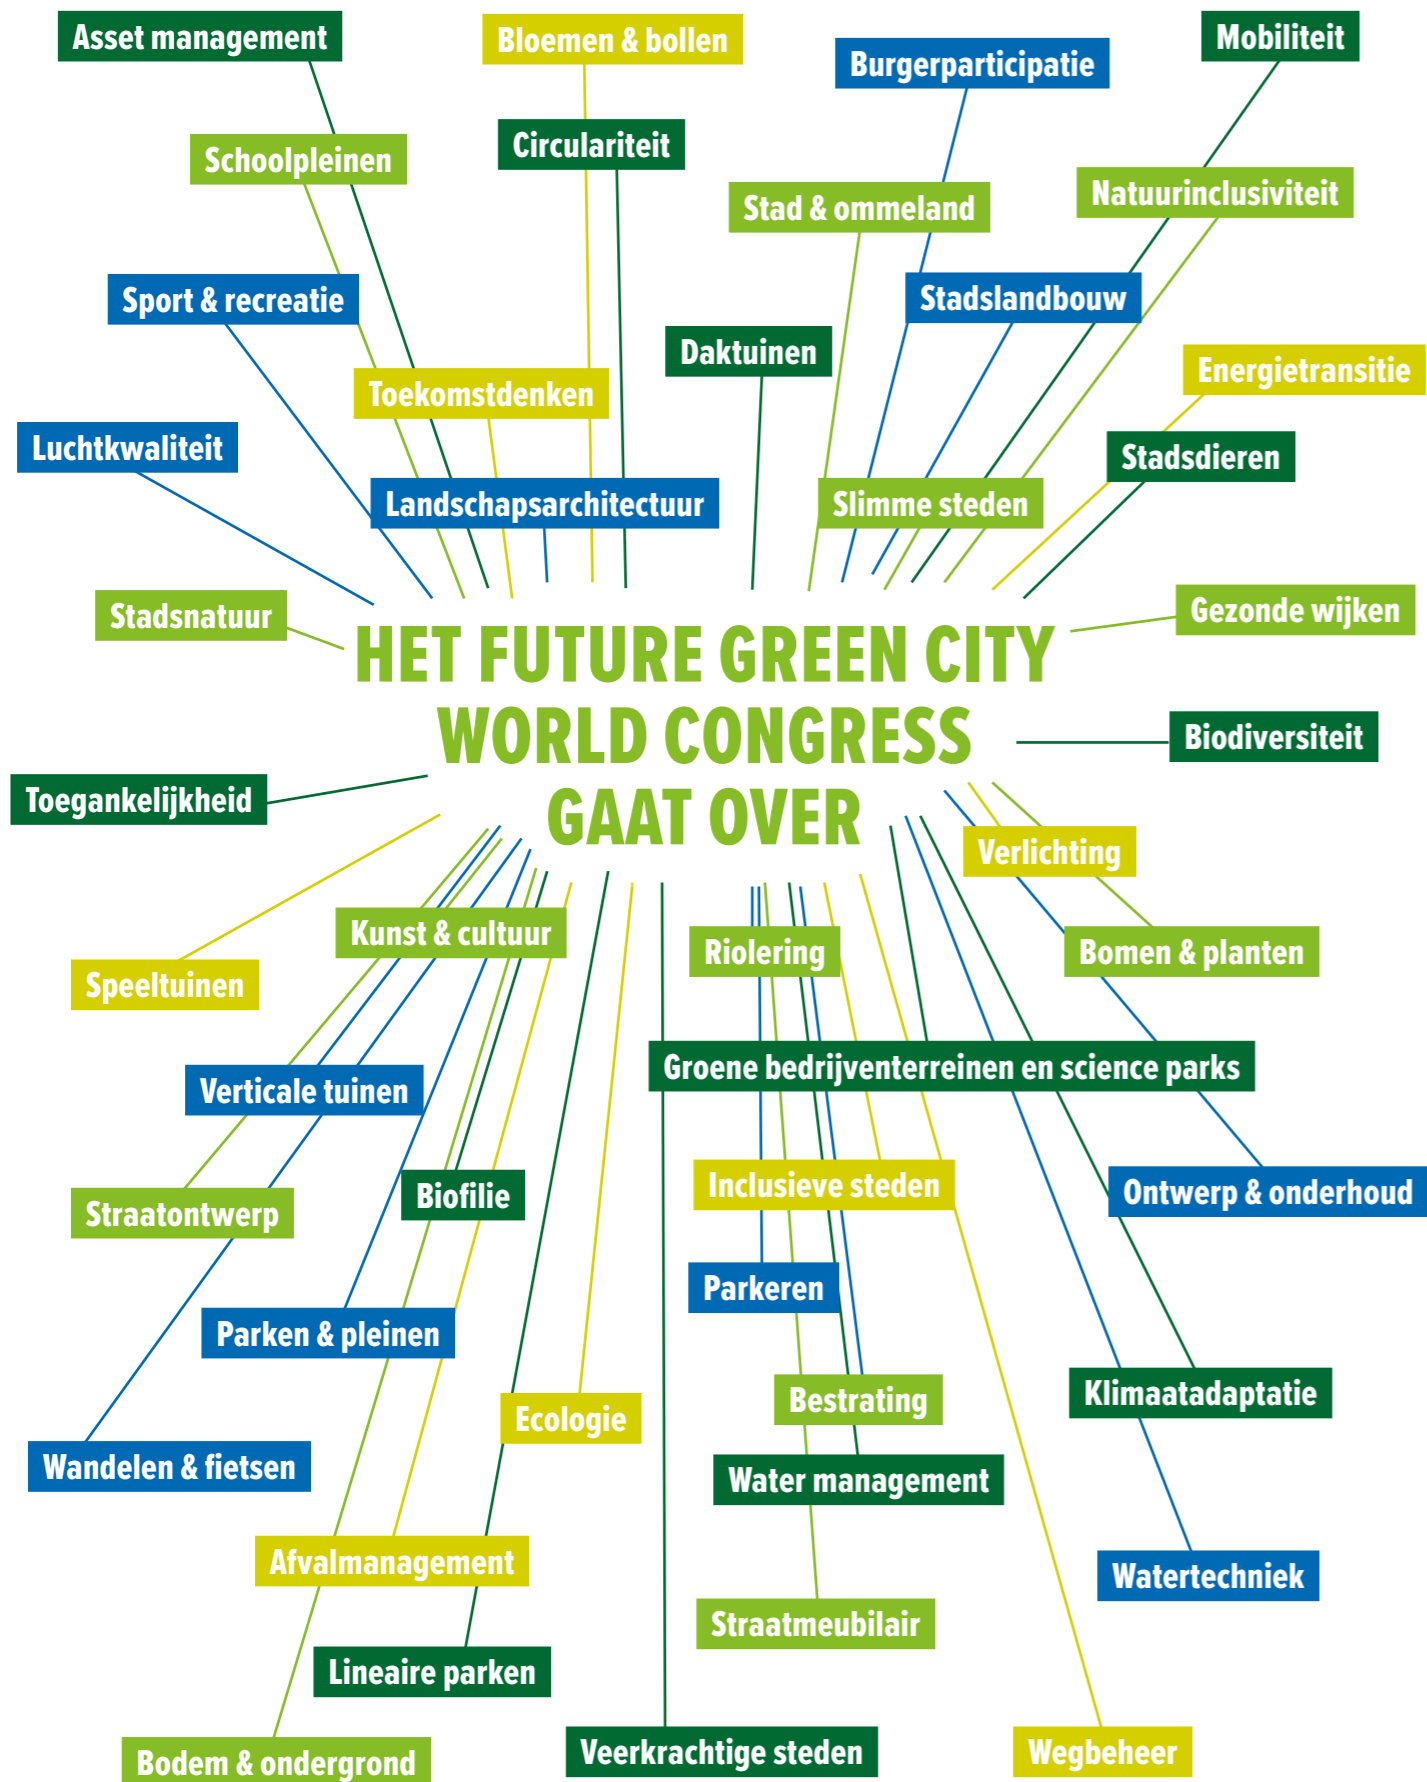 Asset management
Bloemen & bollen
Mobiliteit
Burgerparticipatie
Circulariteit
Schoolpleinen
Natuurinclusiviteit
Stad & ommeland
Sport & recreatie
Stadslandbouw
Daktuinen
Energietransitie
Toekomstdenken
Luchtkwaliteit
Stadsdieren
Landschapsarchitectuur
Slimme steden
Stadsnatuur
Gezonde wijken
HET FUTURE GREEN CITY
WORLD CONGRESS
GAAT OVER
Biodiversiteit
Toegankelijkheid
Verlichting
Kunst & cultuur
Riolering
Bomen & planten
Speeltuinen
Groene bedrijventerreinen en science parks
Verticale tuinen
Inclusieve steden
Ontwerp & onderhoud
Biofilie
Straatontwerp
Parkeren
Parken & pleinen
Klimaatadaptatie
Bestrating
Ecologie
Wandelen & fietsen
Water management
Afvalmanagement
Watertechniek
Straatmeubilair
Lineaire parken
Veerkrachtige steden
Wegbeheer
Bodem & ondergrond